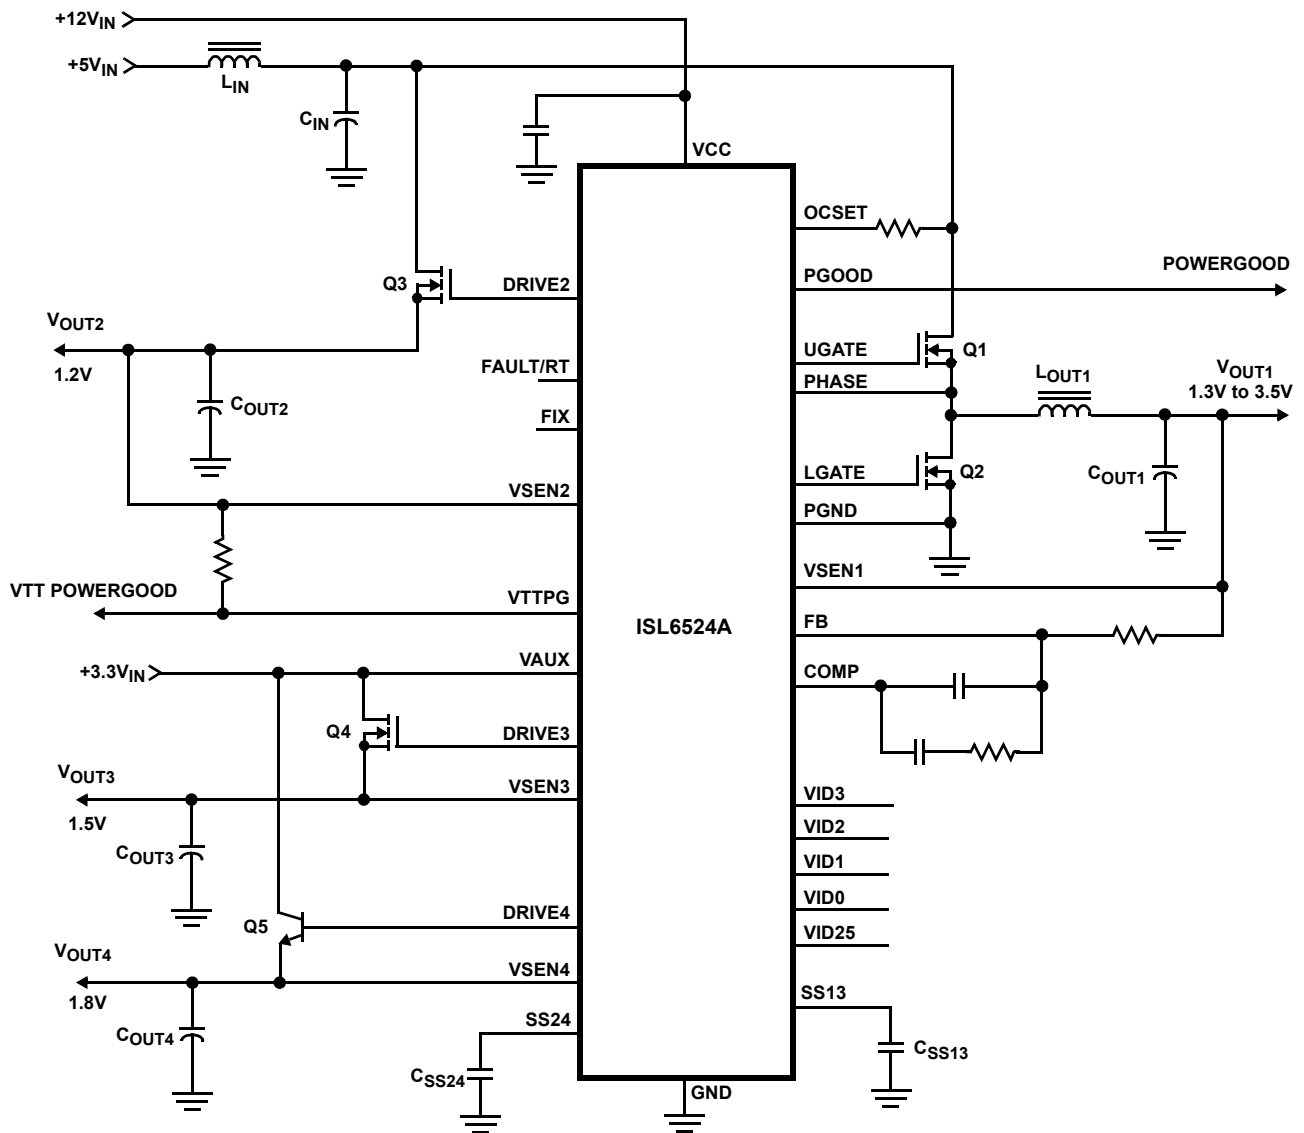 +12VIN
+5VIN
LIN
CIN
VCC
OCSET
PGOOD
POWERGOOD
Q3
DRIVE2
VOUT2
1.2V
COUT2
FAULT/RT
FIX
UGATE
Q1
PHASE
LOUT1
VOUT1
1.3V to 3.5V
LGATE
Q2
COUT1
PGND
VSEN2
VSEN1
VTT POWERGOOD
VTTPG
ISL6524A
FB
+3.3VIN
VAUX
COMP
Q4
DRIVE3
VOUT3
1.5V
VSEN3
COUT3
VID3
VID2
VID1
VID0
VID25
Q5
DRIVE4
VOUT4
1.8V
VSEN4
COUT4
SS24
CSS24
SS13
CSS13
GND